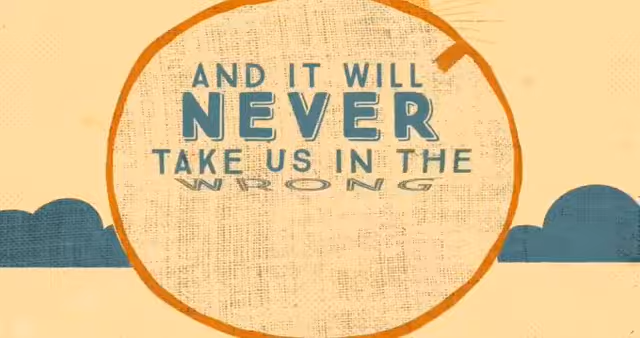 AND IT WILL
NEVER
TAKE US IN THE
WRONG